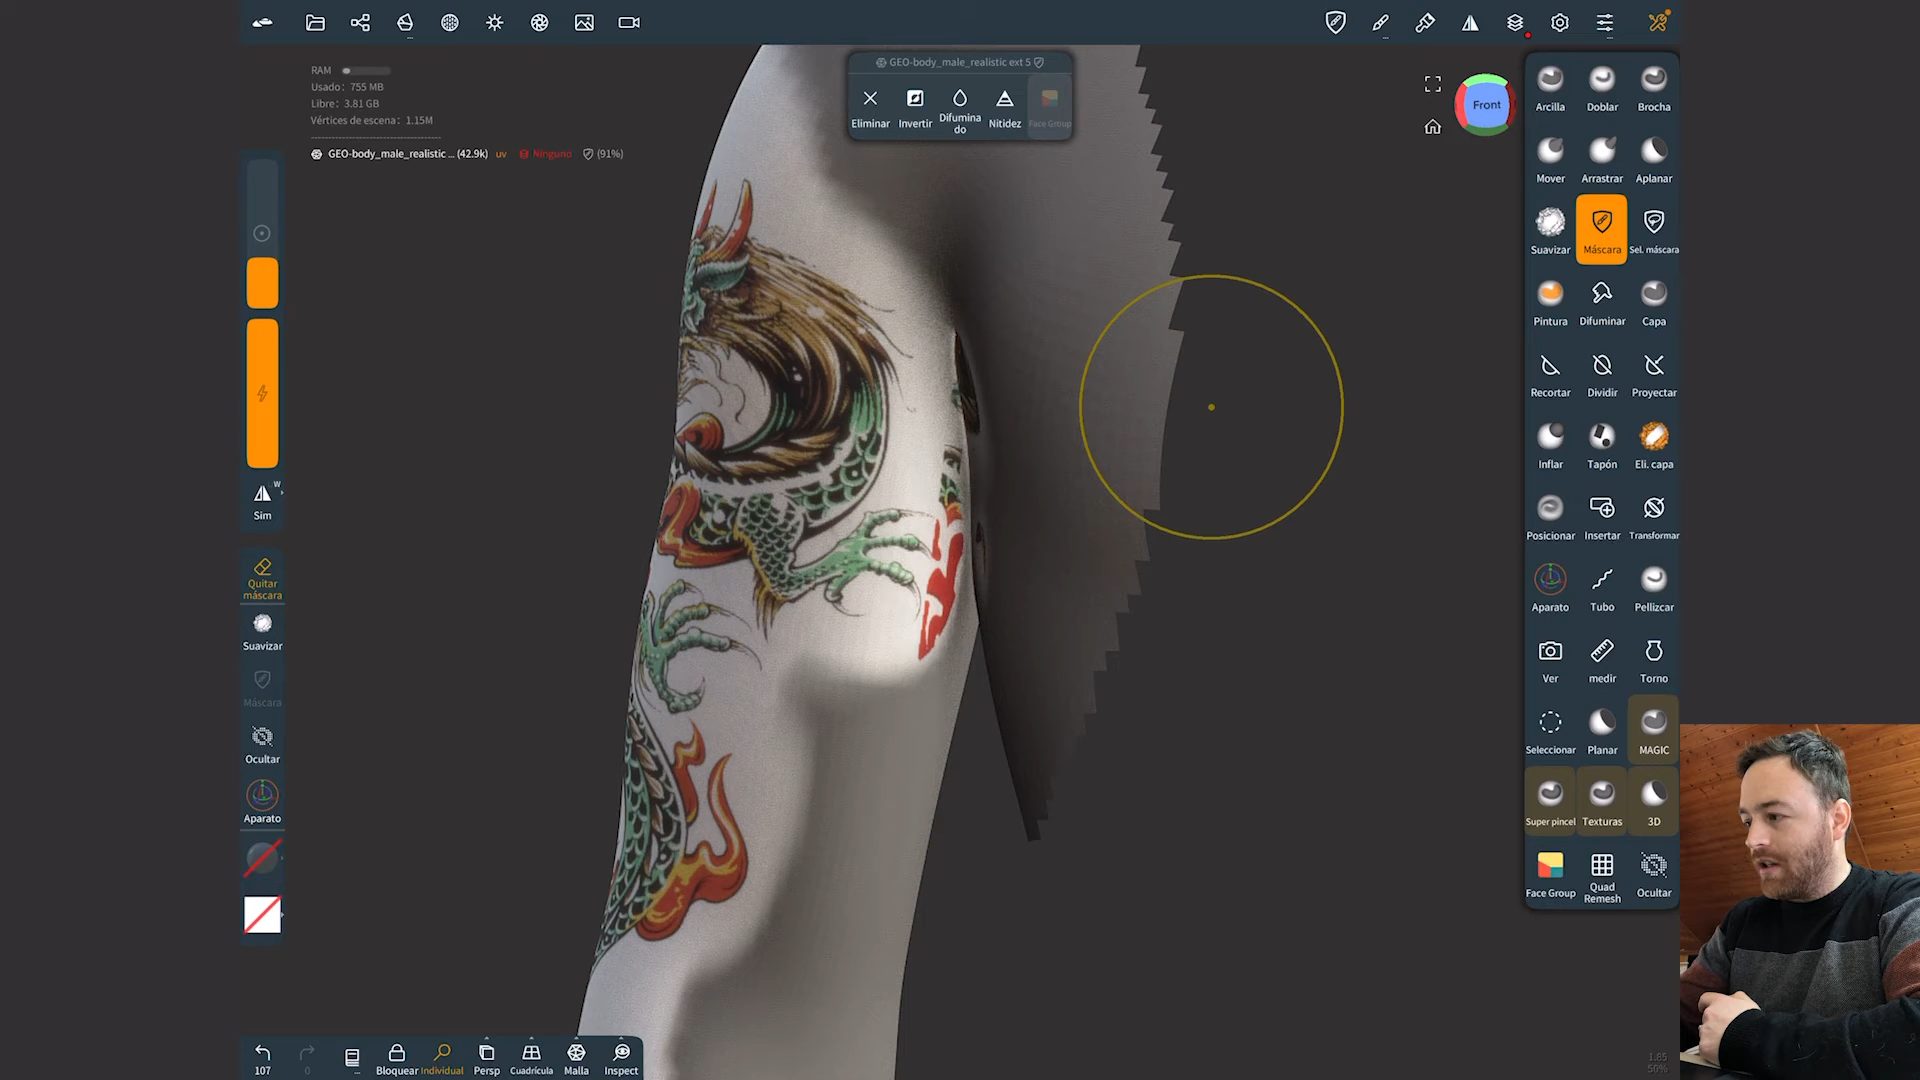 RAM
Usado: 755 MB
Libre: 3.81 GB
Vértices de escena: 1.15M
GEO-body_male_realistic ... (42.9k) uv Ninguno (91%)
GEO-body_male_realistic ext 5
Eliminar Invertir Difumina Nitidez Face Group
do
Front
Arcilla Doblar Brocha
Mover Arrastrar Aplanar
Suavizar Máscara Sel. máscara
Pintura Difuminar Capa
Recortar Dividir Proyectar
Inflar Tapón Eli. capa
Posicionar Insertar Transformar
Aparato Tubo Pellizcar
Ver medir Torno
Seleccionar Planar MAGIC
Super pincel Texturas 3D
Face Group Quad Ocultar
Remesh
W
Sim
Quitar
máscara
Suavizar
Máscara
Ocultar
Aparato
107 0 Bloquear Individual Persp Cuadrícula Malla Inspect
1.85
50%